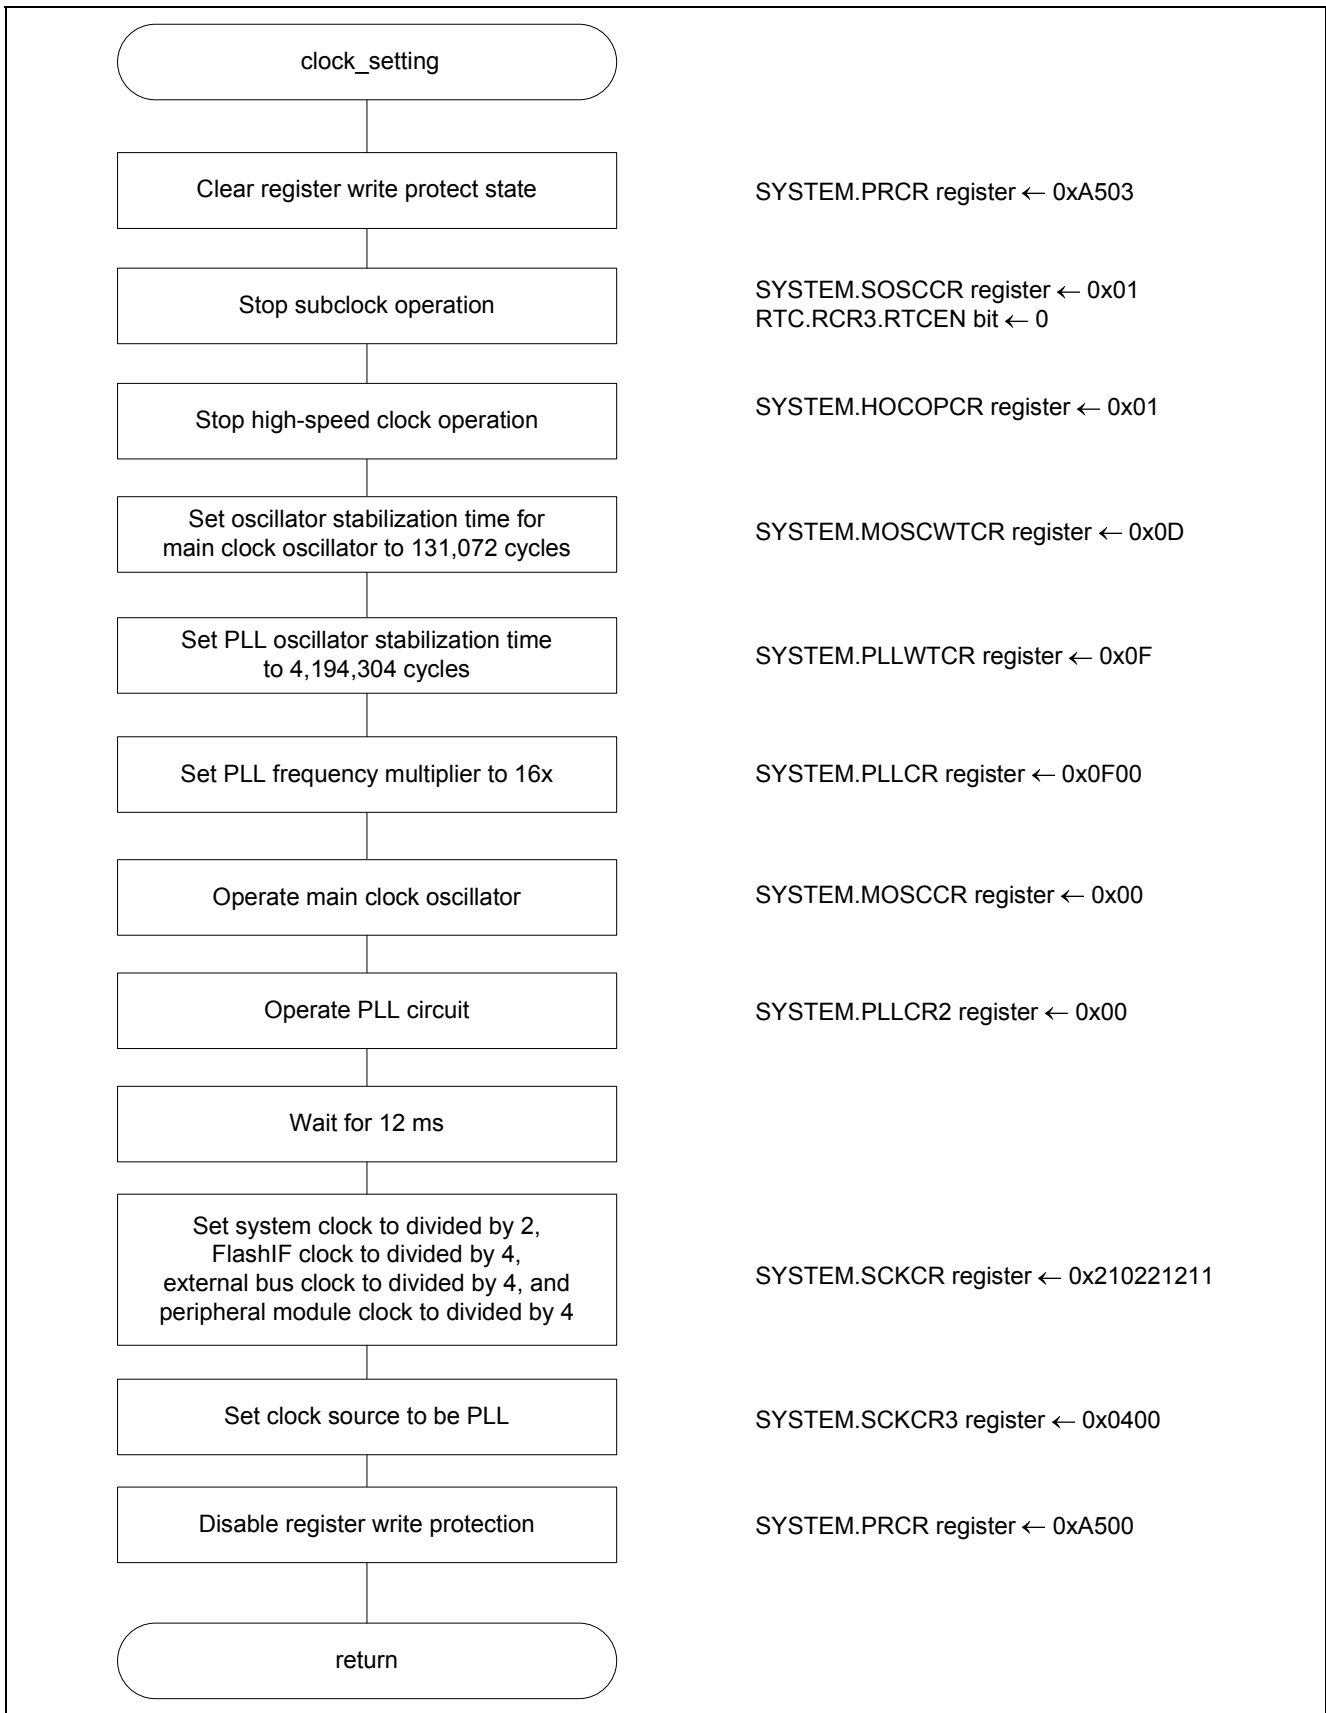 clock_setting
Clear register write protect state
SYSTEM.PRCR register ← 0xA503
Stop subclock operation
SYSTEM.SOSCCR register ← 0x01
RTC.RCR3.RTCEN bit ← 0
Stop high-speed clock operation
SYSTEM.HOCOPCR register ← 0x01
Set oscillator stabilization time for
main clock oscillator to 131,072 cycles
SYSTEM.MOSCWTCR register ← 0x0D
Set PLL oscillator stabilization time
to 4,194,304 cycles
SYSTEM.PLLWTCR register ← 0x0F
Set PLL frequency multiplier to 16x
SYSTEM.PLLCR register ← 0x0F00
Operate main clock oscillator
SYSTEM.MOSCCR register ← 0x00
Operate PLL circuit
SYSTEM.PLLCR2 register ← 0x00
Wait for 12 ms
Set system clock to divided by 2,
FlashIF clock to divided by 4,
external bus clock to divided by 4, and
peripheral module clock to divided by 4
SYSTEM.SCKCR register ← 0x210221211
Set clock source to be PLL
SYSTEM.SCKCR3 register ← 0x0400
Disable register write protection
SYSTEM.PRCR register ← 0xA500
return